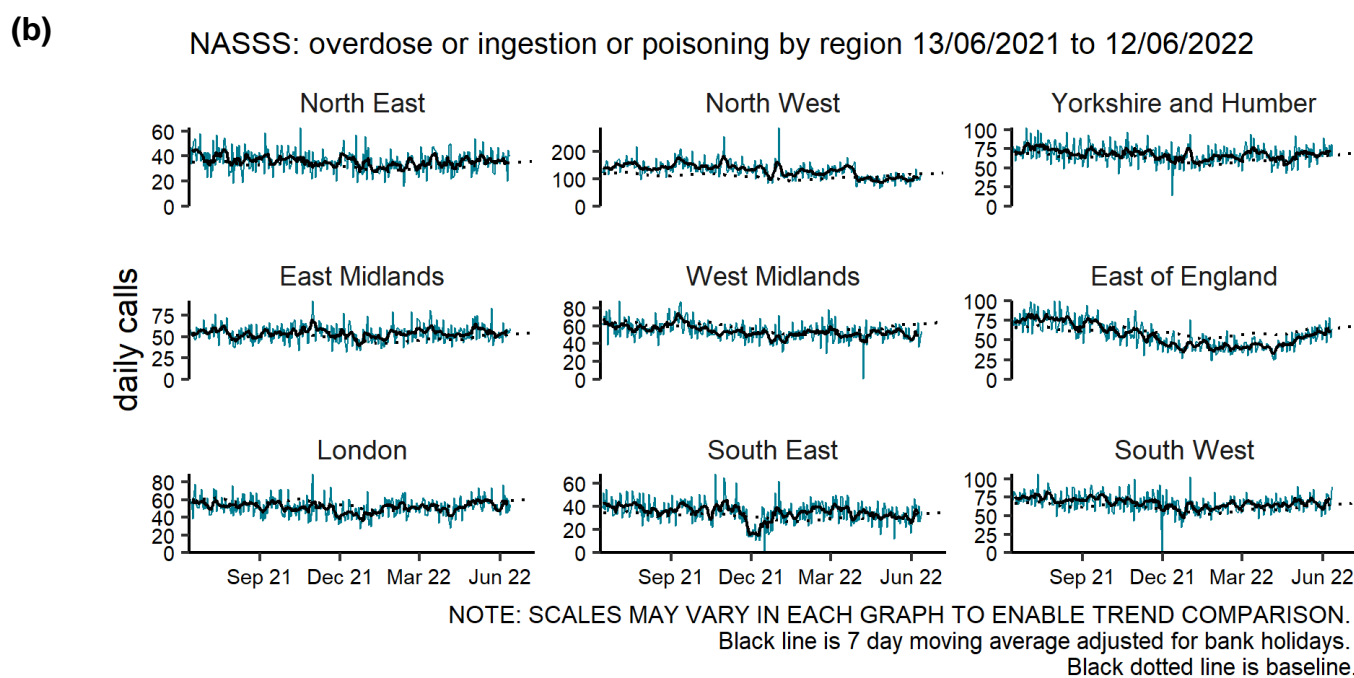 (b)
NASSS: overdose or ingestion or poisoning by region 13/06/2021 to 12/06/2022
daily calls
North East
60
40
20
0
North West
200
100
0
Yorkshire and Humber
100
75
50
25
0
East Midlands
75
50
25
0
West Midlands
80
60
40
20
0
East of England
100
75
50
25
0
London
80
60
40
20
0
Sep 21 Dec 21 Mar 22 Jun 22
South East
60
40
20
0
Sep 21 Dec 21 Mar 22 Jun 22
South West
100
75
50
25
0
Sep 21 Dec 21 Mar 22 Jun 22
NOTE: SCALES MAY VARY IN EACH GRAPH TO ENABLE TREND COMPARISON.
Black line is 7 day moving average adjusted for bank holidays.
Black dotted line is baseline.